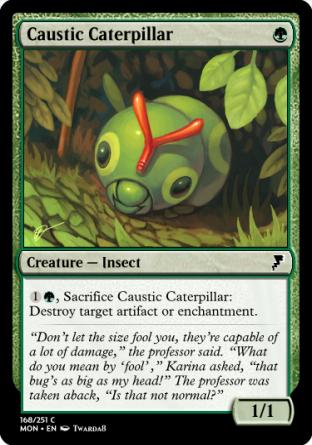 Caustic Caterpillar
Creature — Insect
1, Sacrifice Caustic Caterpillar:
Destroy target artifact or enchantment.
“Don’t let the size fool you, they’re capable of
a lot of damage,” the professor said. “What
do you mean by ‘fool’,” Karina asked, “that
bug’s as big as my head!” The professor was
taken aback, “Is that normal?”
1/1
168/251 C
MON • EN Twarda8